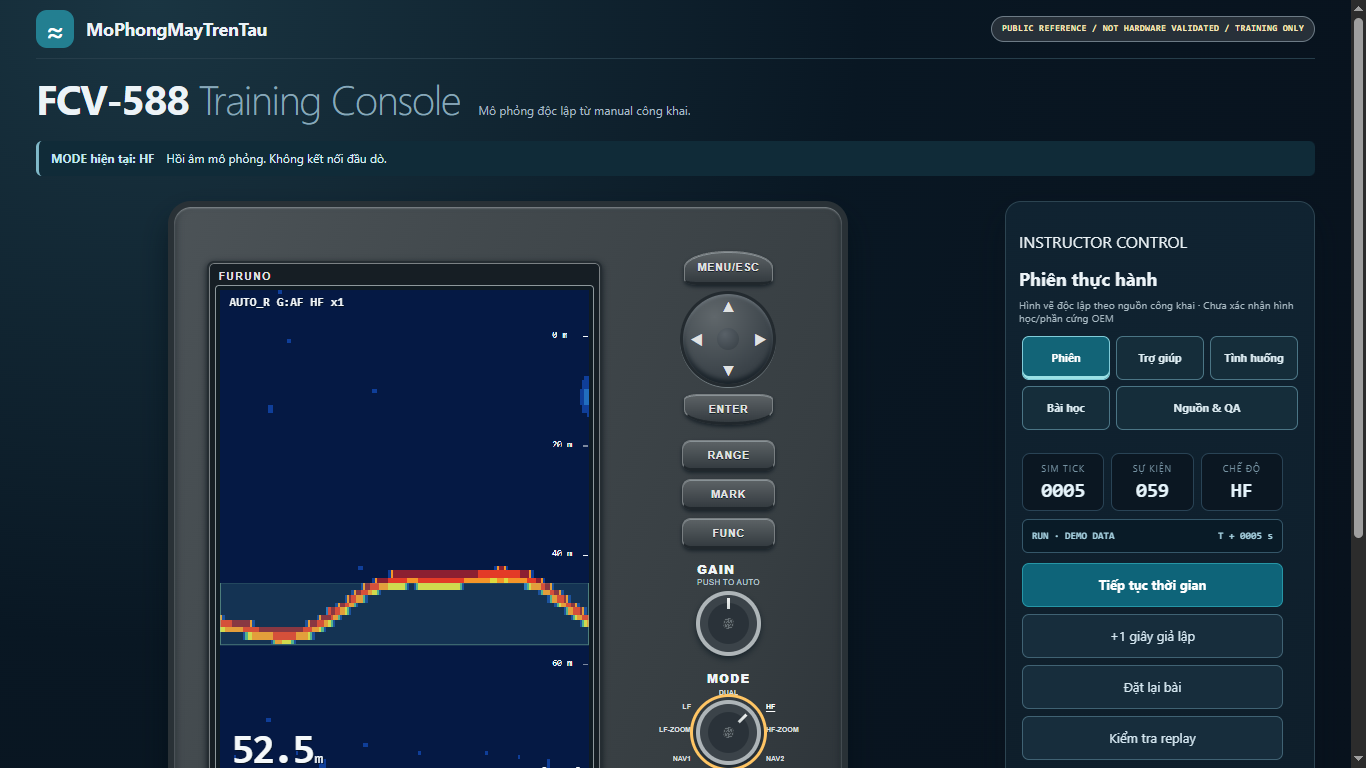 ≈ MoPhongMayTrenTau
PUBLIC REFERENCE / NOT HARDWARE VALIDATED / TRAINING ONLY
FCV-588 Training Console Mô phỏng độc lập từ manual công khai.
MODE hiện tại: HF Hồi âm mô phỏng. Không kết nối đầu dò.
FURUNO
AUTO_R G:AF HF x1
0 m
20 m
40 m
60 m
52.5m
MENU/ESC
▲
◀ ▶
▼
ENTER
RANGE
MARK
FUNC
GAIN
PUSH TO AUTO
MODE
DUAL
LF HF
LF-ZOOM HF-ZOOM
NAV1 NAV2
INSTRUCTOR CONTROL
Phiên thực hành
Hình vẽ độc lập theo nguồn công khai · Chưa xác nhận hình
học/phần cứng OEM
Phiên Trợ giúp Tình huống
Bài học Nguồn & QA
SIM TICK SỰ KIỆN CHẾ ĐỘ
0005 059 HF
RUN · DEMO DATA T + 0005 s
Tiếp tục thời gian
+1 giây giả lập
Đặt lại bài
Kiểm tra replay